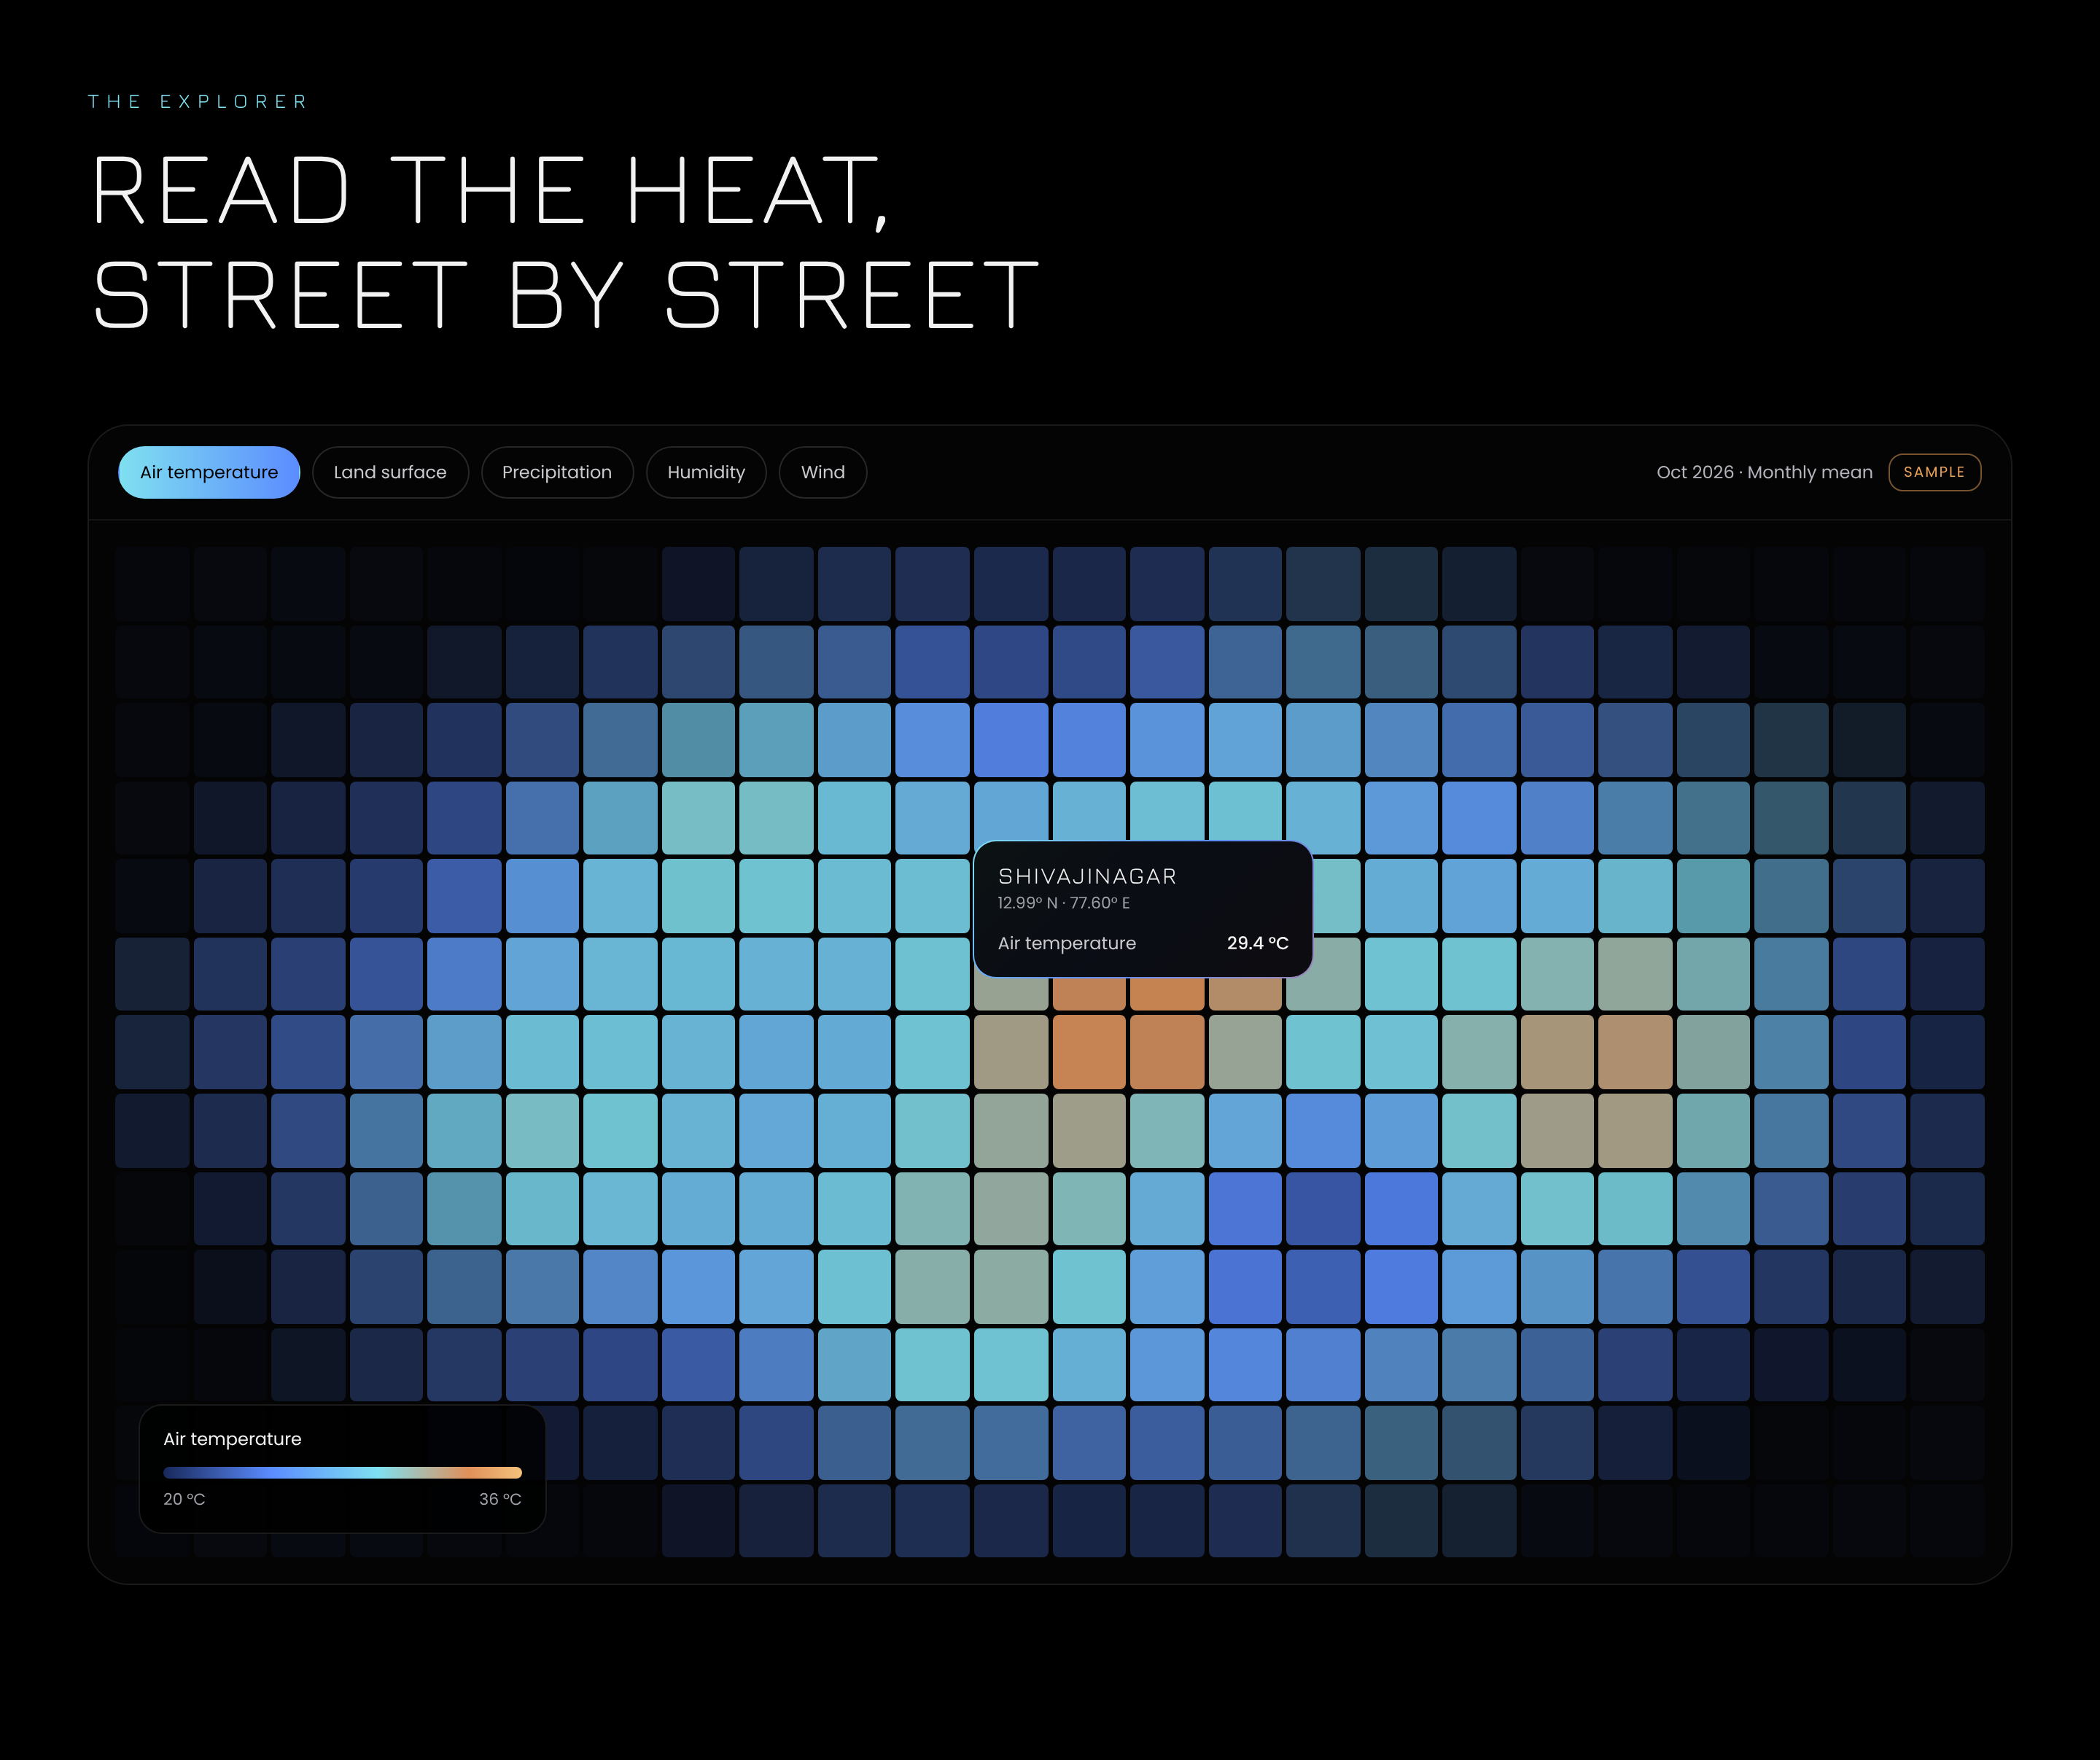 THE EXPLORER
READ THE HEAT,
STREET BY STREET
Air temperature
Land surface
Precipitation
Humidity
Wind
Oct 2026 · Monthly mean
SAMPLE
SHIVAJINAGAR
12.99° N · 77.60° E
Air temperature 29.4 °C
Air temperature
20 °C 36 °C